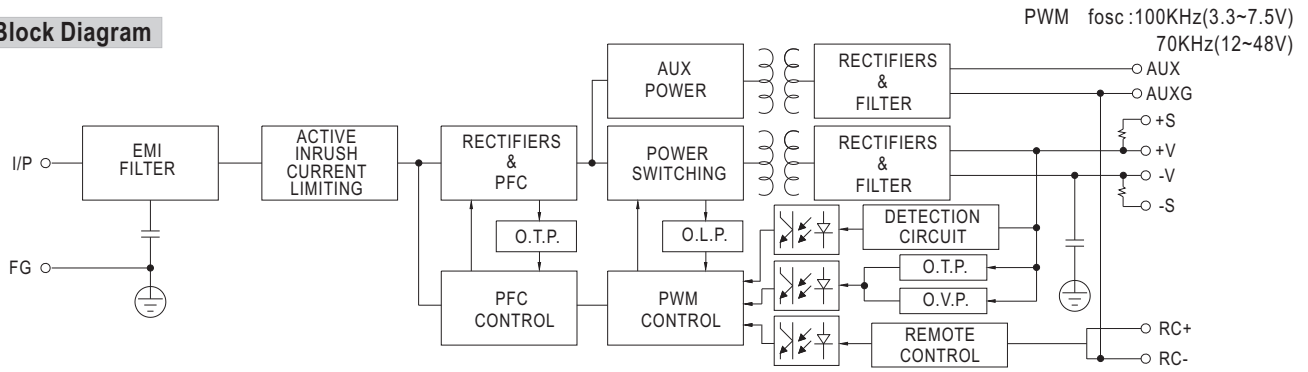 Block Diagram
PWM fosc :100KHz(3.3~7.5V)
70KHz(12~48V)
I/P
EMI
FILTER
FG
ACTIVE
INRUSH
CURRENT
LIMITING
RECTIFIERS
&
PFC
O.T.P.
PFC
CONTROL
AUX
POWER
POWER
SWITCHING
O.L.P.
PWM
CONTROL
RECTIFIERS
&
FILTER
RECTIFIERS
&
FILTER
DETECTION
CIRCUIT
O.T.P.
O.V.P.
REMOTE
CONTROL
AUX
AUXG
+S
+V
-V
-S
RC+
RC-